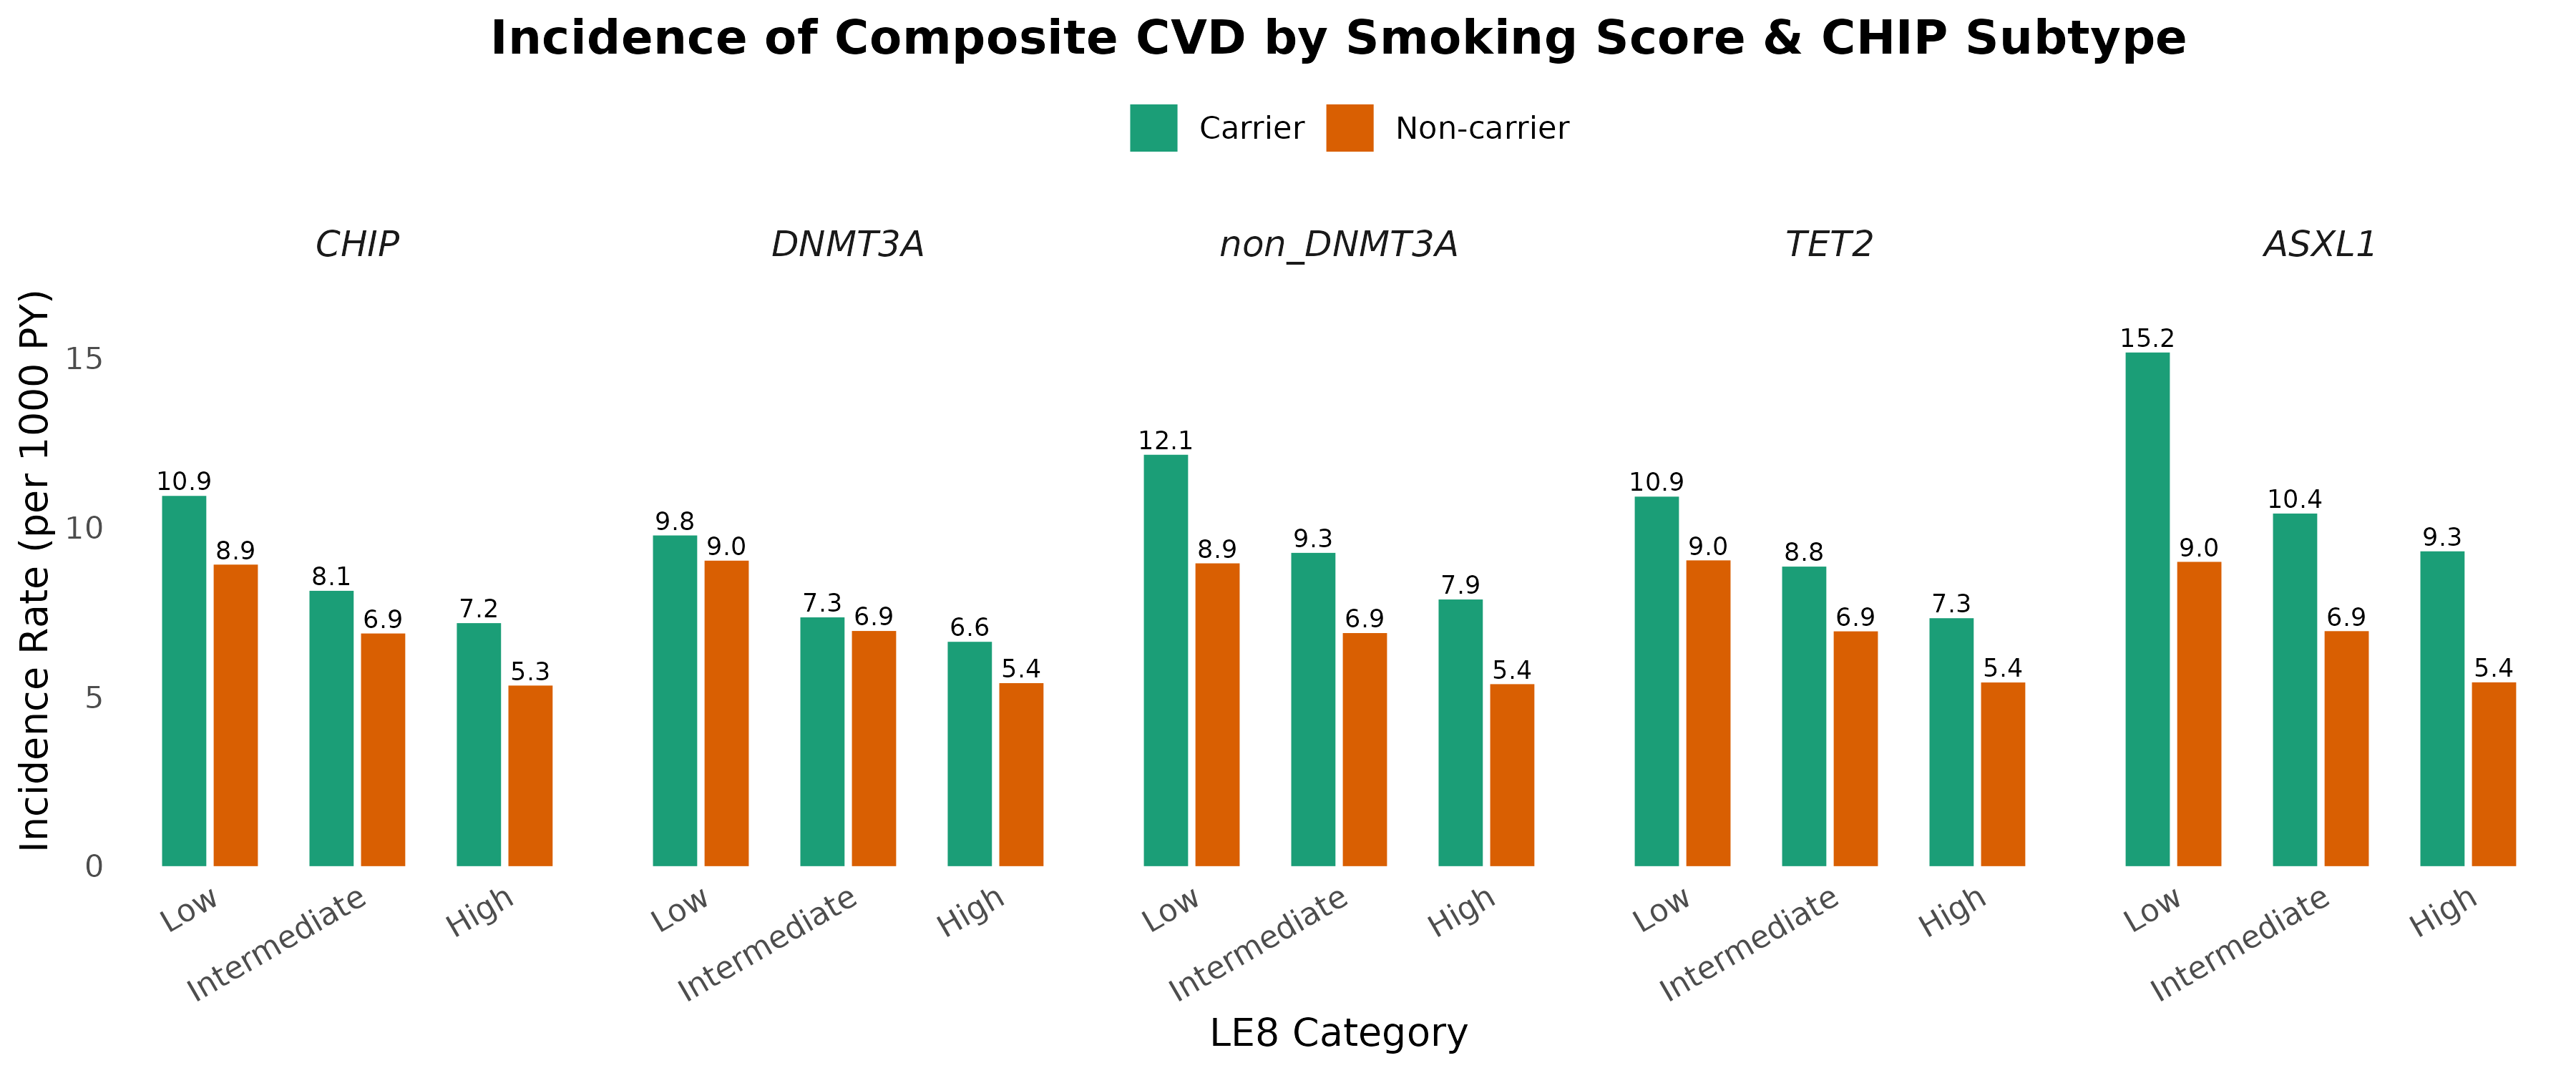 Incidence of Composite CVD by Smoking Score & CHIP Subtype
Carrier Non-carrier
CHIP DNMT3A non_DNMT3A TET2 ASXL1
Incidence Rate (per 1000 PY)
15
10
5
0
10.9 8.9 8.1 6.9 7.2 5.3
9.8 9.0 7.3 6.9 6.6 5.4
12.1 8.9 9.3 6.9 7.9 5.4
10.9 9.0 8.8 6.9 7.3 5.4
15.2 9.0 10.4 6.9 9.3 5.4
Low Intermediate High
Low Intermediate High
Low Intermediate High
Low Intermediate High
Low Intermediate High
LE8 Category